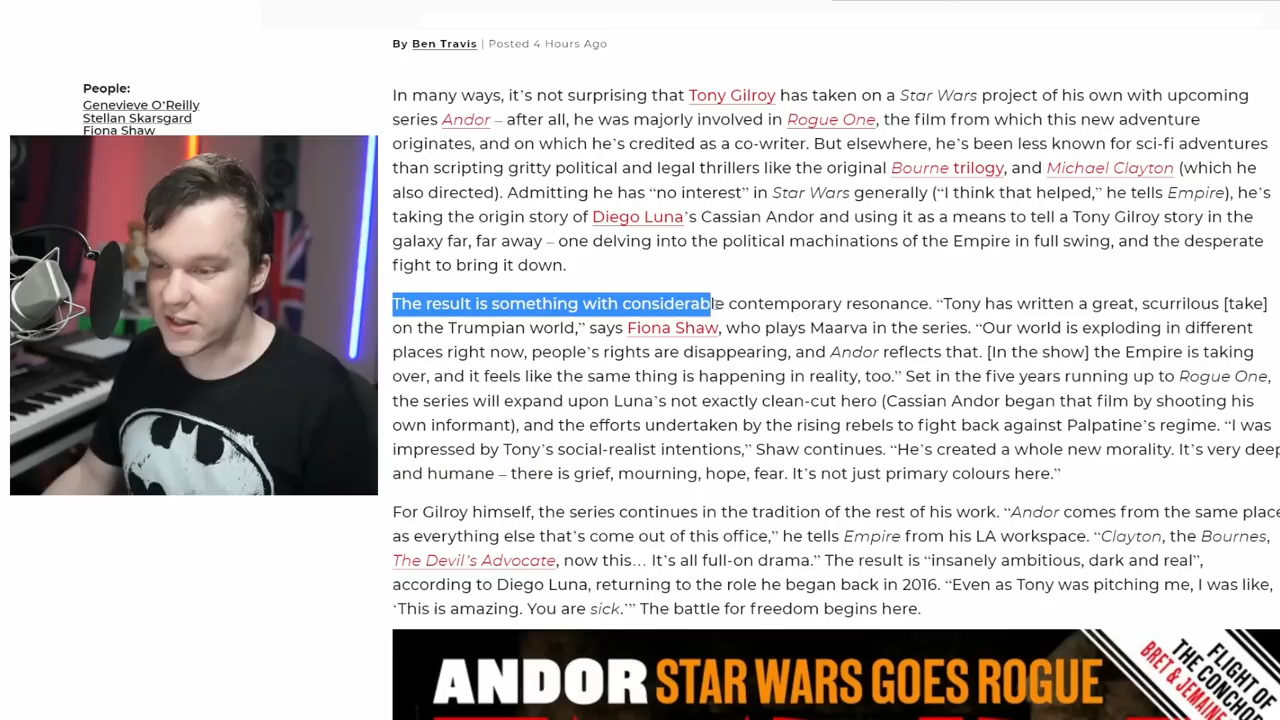 By Ben Travis | Posted 4 Hours Ago
People:
Genevieve O'Reilly
Stellan Skarsgard
Fiona Shaw
In many ways, it's not surprising that Tony Gilroy has taken on a Star Wars project of his own with upcoming
series Andor – after all, he was majorly involved in Rogue One, the film from which this new adventure
originates, and on which he's credited as a co-writer. But elsewhere, he's been less known for sci-fi adventures
than scripting gritty political and legal thrillers like the original Bourne trilogy, and Michael Clayton (which he
also directed). Admitting he has “no interest” in Star Wars generally (“I think that helped,” he tells Empire), he's
taking the origin story of Diego Luna's Cassian Andor and using it as a means to tell a Tony Gilroy story in the
galaxy far, far away – one delving into the political machinations of the Empire in full swing, and the desperate
fight to bring it down.
The result is something with considerable contemporary resonance. “Tony has written a great, scurrilous [take]
on the Trumpian world,” says Fiona Shaw, who plays Maarva in the series. “Our world is exploding in different
places right now, people's rights are disappearing, and Andor reflects that. [In the show] the Empire is taking
over, and it feels like the same thing is happening in reality, too.” Set in the five years running up to Rogue One,
the series will expand upon Luna's not exactly clean-cut hero (Cassian Andor began that film by shooting his
own informant), and the efforts undertaken by the rising rebels to fight back against Palpatine's regime. “I was
impressed by Tony's social-realist intentions,” Shaw continues. “He's created a whole new morality. It's very deep
and humane – there is grief, mourning, hope, fear. It's not just primary colours here.”
For Gilroy himself, the series continues in the tradition of the rest of his work. “Andor comes from the same place
as everything else that's come out of this office,” he tells Empire from his LA workspace. “Clayton, the Bournes,
The Devil's Advocate, now this… It's all full-on drama.” The result is “insanely ambitious, dark and real”,
according to Diego Luna, returning to the role he began back in 2016. “Even as Tony was pitching me, I was like,
‘This is amazing. You are sick.’” The battle for freedom begins here.
ANDOR STAR WARS GOES ROGUE
FLIGHT OF
THE CONCHOR
BRET & JEMAIN